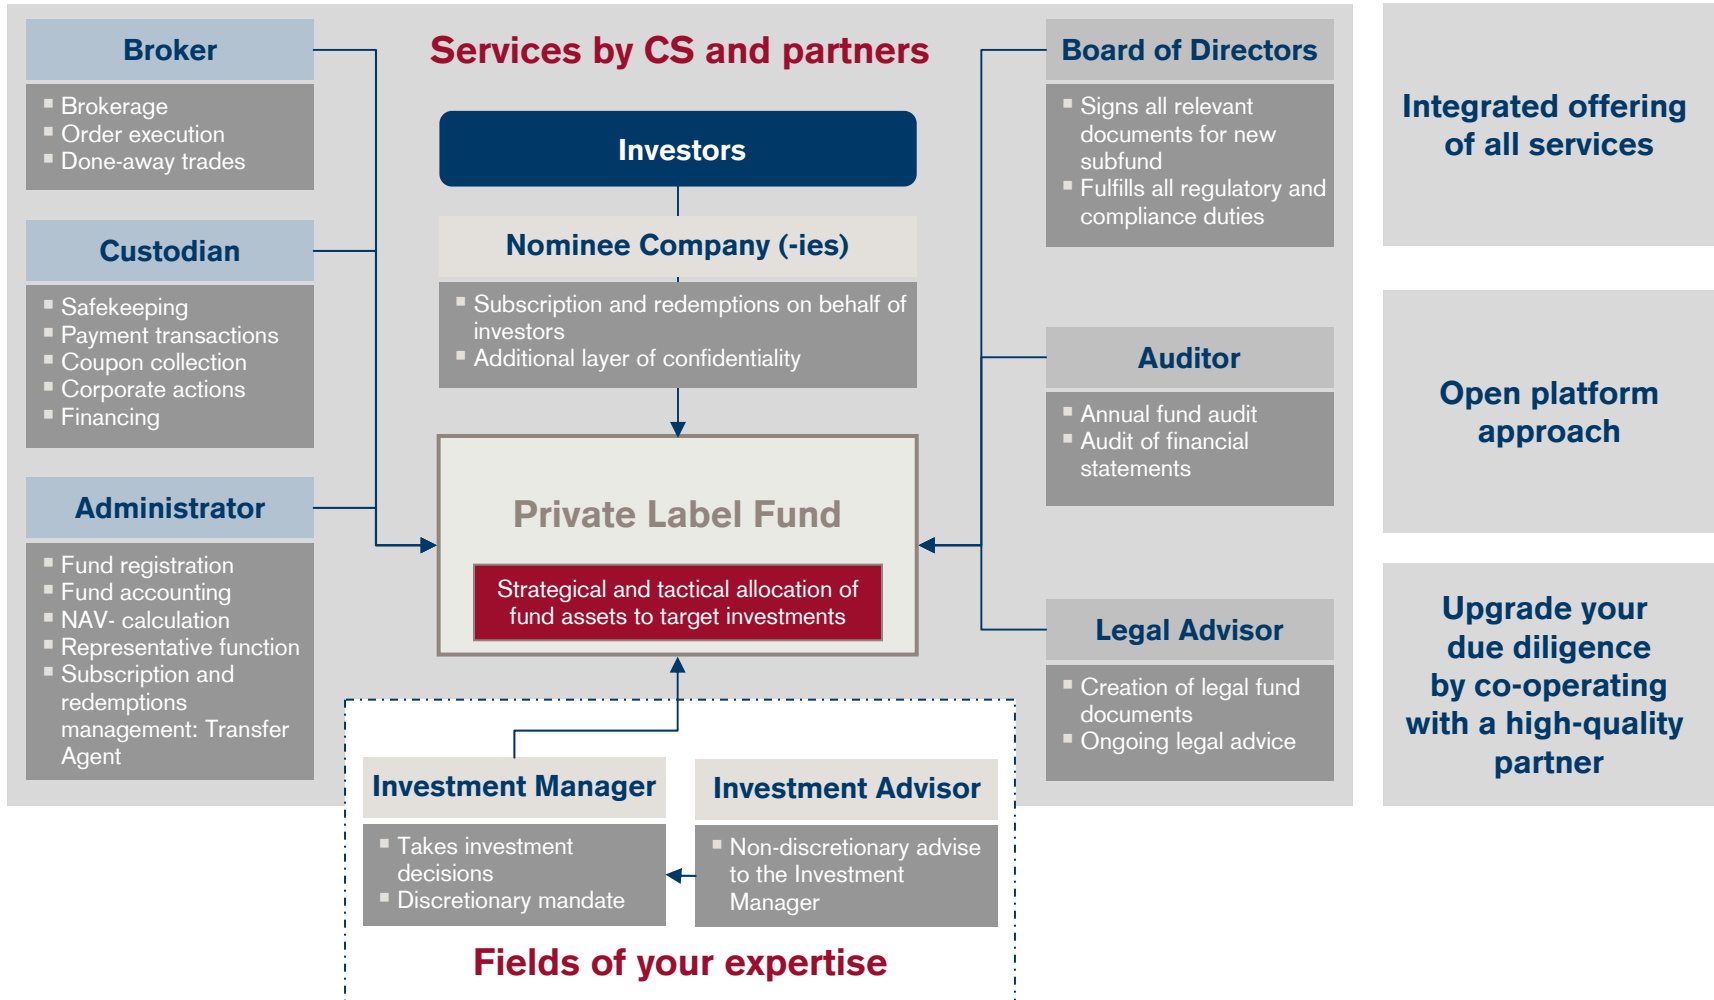 Services by CS and partners
Broker
Brokerage
Order execution
Done-away trades
Custodian
Safekeeping
Payment transactions
Coupon collection
Corporate actions
Financing
Administrator
Fund registration
Fund accounting
NAV- calculation
Representative function
Subscription and
redemptions
management: Transfer
Agent
Investors
Nominee Company (-ies)
Subscription and redemptions on behalf of
investors
Additional layer of confidentiality
Private Label Fund
Strategical and tactical allocation of
fund assets to target investments
Investment Manager
Takes investment
decisions
Discretionary mandate
Investment Advisor
Non-discretionary advise
to the Investment
Manager
Fields of your expertise
Board of Directors
Signs all relevant
documents for new
subfund
Fulfills all regulatory and
compliance duties
Auditor
Annual fund audit
Audit of financial
statements
Legal Advisor
Creation of legal fund
documents
Ongoing legal advice
Integrated offering
of all services
Open platform
approach
Upgrade your
due diligence
by co-operating
with a high-quality
partner